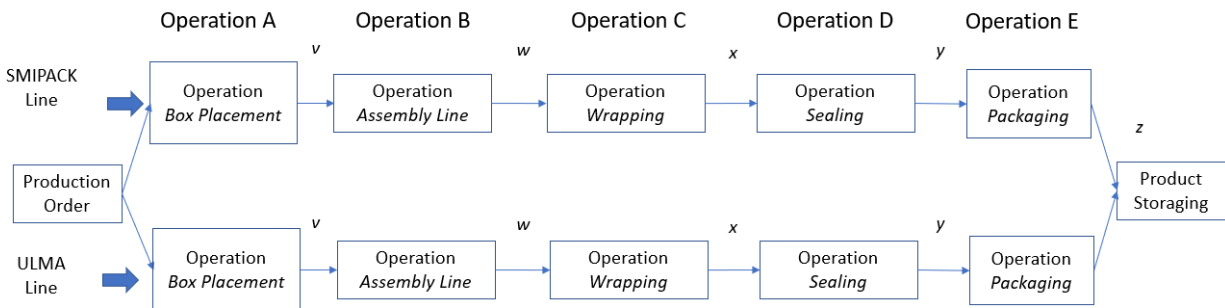 Operation A Operation B Operation C Operation D Operation E
v w x y
SMIPACK
Line
Operation
Box Placement
Operation
Assembly Line
Operation
Wrapping
Operation
Sealing
Operation
Packaging
z
Production
Order
Product
Storaging
v w x y
ULMA
Line
Operation
Box Placement
Operation
Assembly Line
Operation
Wrapping
Operation
Sealing
Operation
Packaging